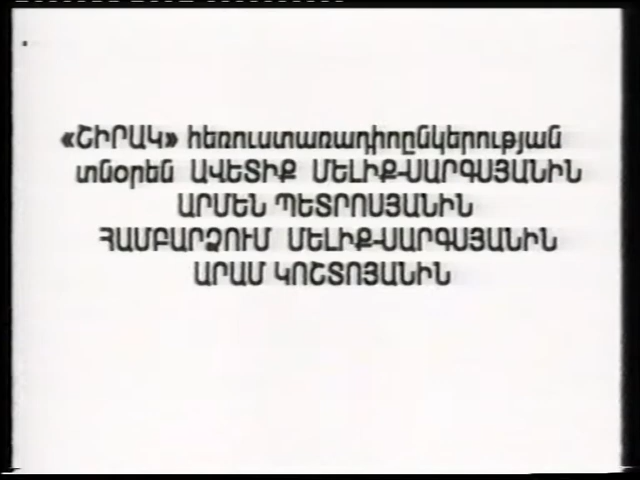 «ՇԻՐԱԿ» հեռուստառադիոընկերության
տնօրեն ԱՎԵՏԻՔ ՄԵԼԻՔ-ՍԱՐԳՍՅԱՆԻՆ
ԱՐՄԵՆ ՊԵՏՐՈՍՅԱՆԻՆ
ՀԱՄԲԱՐՁՈՒՄ ՄԵԼԻՔ-ՍԱՐԳՍՅԱՆԻՆ
ԱՐԱՄ ԿՈՇՏՈՅԱՆԻՆ